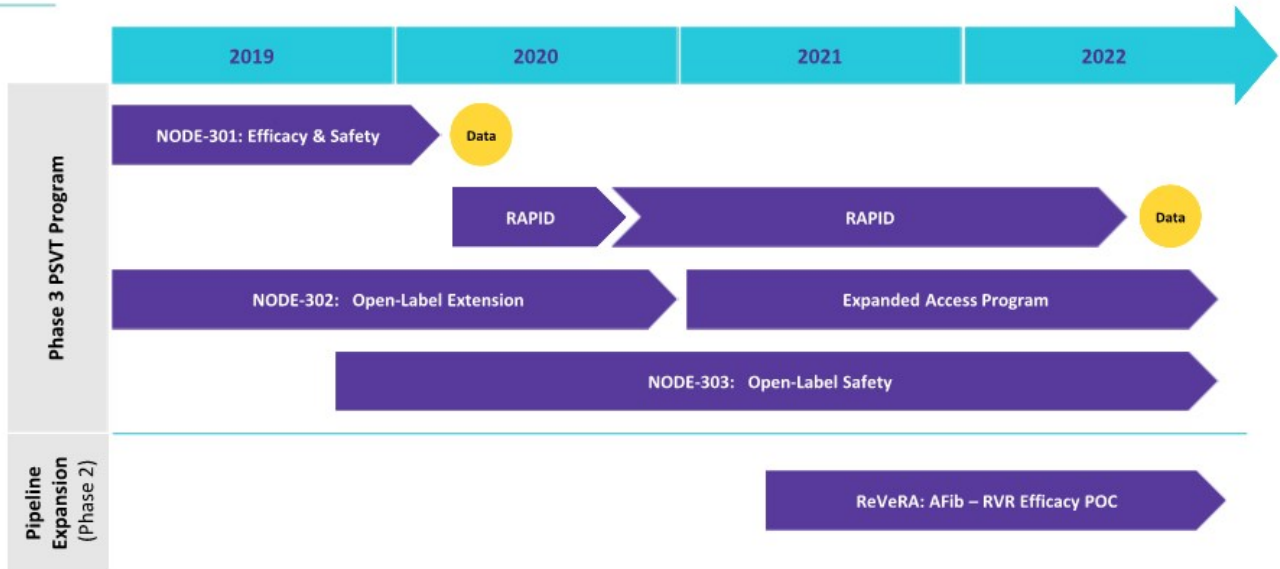 2019
2020
2021
2022
Phase 3 PSVT Program
NODE-301: Efficacy & Safety
Data
RAPID
RAPID
Data
NODE-302: Open-Label Extension
Expanded Access Program
NODE-303: Open-Label Safety
Pipeline
Expansion
(Phase 2)
ReVeRA: AFib – RVR Efficacy POC